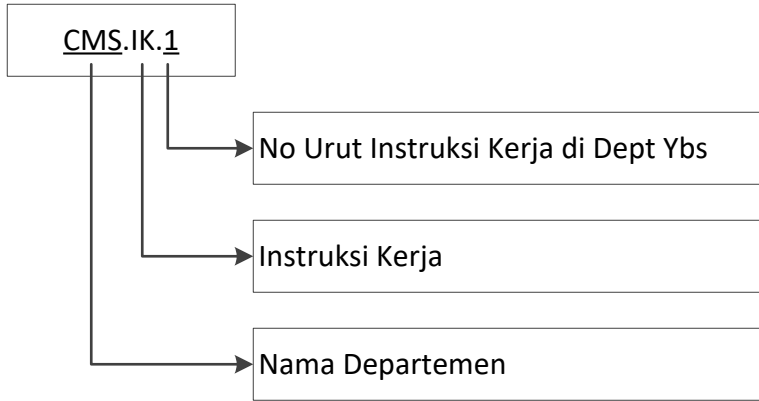 CMS.IK.1
No Urut Instruksi Kerja di Dept Ybs
Instruksi Kerja
Nama Departemen